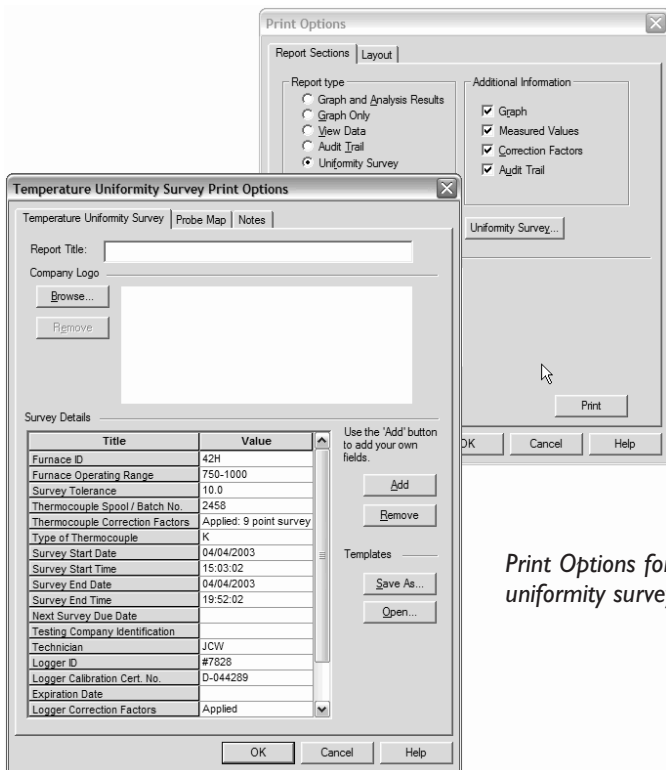 Print Options
Report Sections Layout
Report type
Graph and Analysis Results
Graph Only
View Data
Audit Trail
Uniformity Survey
Additional Information
Graph
Measured Values
Correction Factors
Audit Trail
Uniformity Survey...
Print
OK Cancel Help
Temperature Uniformity Survey Print Options
Temperature Uniformity Survey Probe Map Notes
Report Title:
Company Logo
Browse...
Remove
Survey Details
Title Value
Furnace ID 42H
Furnace Operating Range 750-1000
Survey Tolerance 10.0
Thermocouple Spool / Batch No. 2458
Thermocouple Correction Factors Applied: 9 point survey
Type of Thermocouple K
Survey Start Date 04/04/2003
Survey Start Time 15:03:02
Survey End Date 04/04/2003
Survey End Time 19:52:02
Next Survey Due Date
Testing Company Identification
Technician JCW
Logger ID #7828
Logger Calibration Cert. No. D-044289
Expiration Date
Logger Correction Factors Applied
Use the 'Add' button
to add your own
fields.
Add
Remove
Templates
Save As...
Open...
OK Cancel Help
Print Options for
uniformity survey